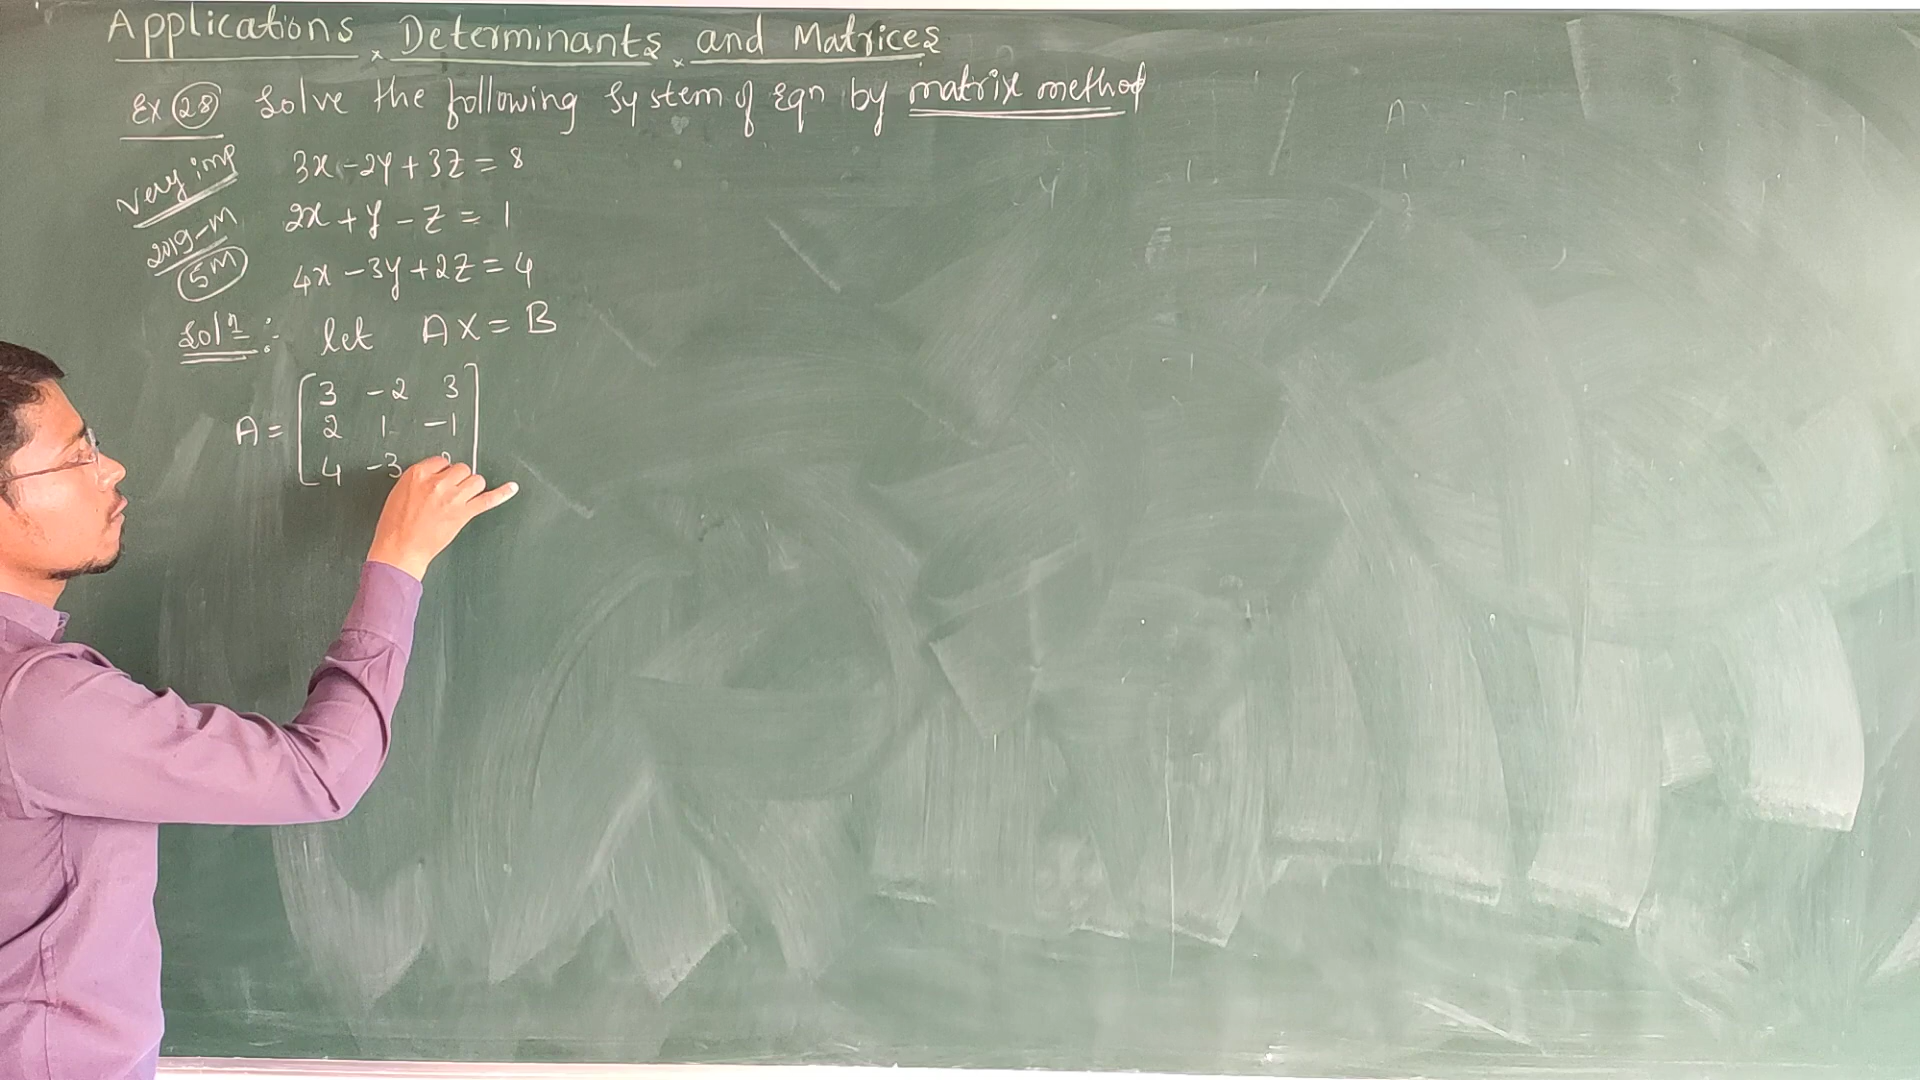 Applications Determinants and Matrices
Ex 28 Solve the following System of Eqn by matrix method
Very imp
2019-M
5M
3x - 2y + 3z = 8
2x + y - z = 1
4x - 3y + 2z = 4
Solⁿ :- let AX = B
A = [ 3 -2 3
2 1 -1
4 -3 2 ]